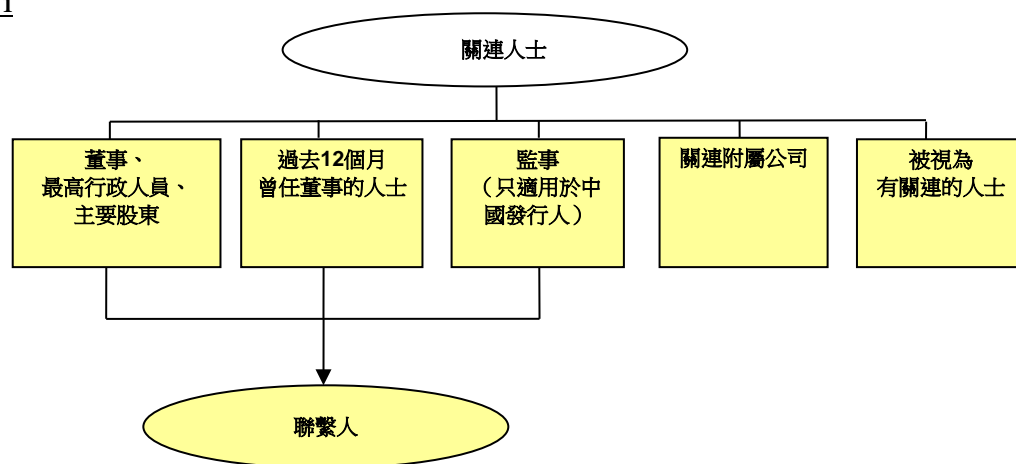 關連人士
董事、
最高行政人員、
主要股東
過去12個月
曾任董事的人士
監事
（只適用於中
國發行人）
關連附屬公司
被視為
有關連的人士
聯繫人